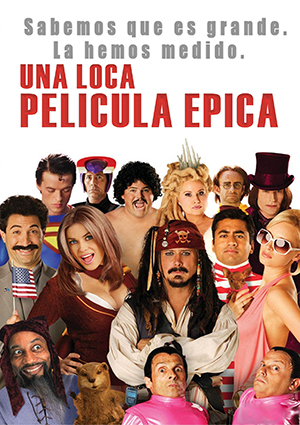 Sabemos que es grande.
La hemos medido.
UNA LOCA
PELICULA EPICA